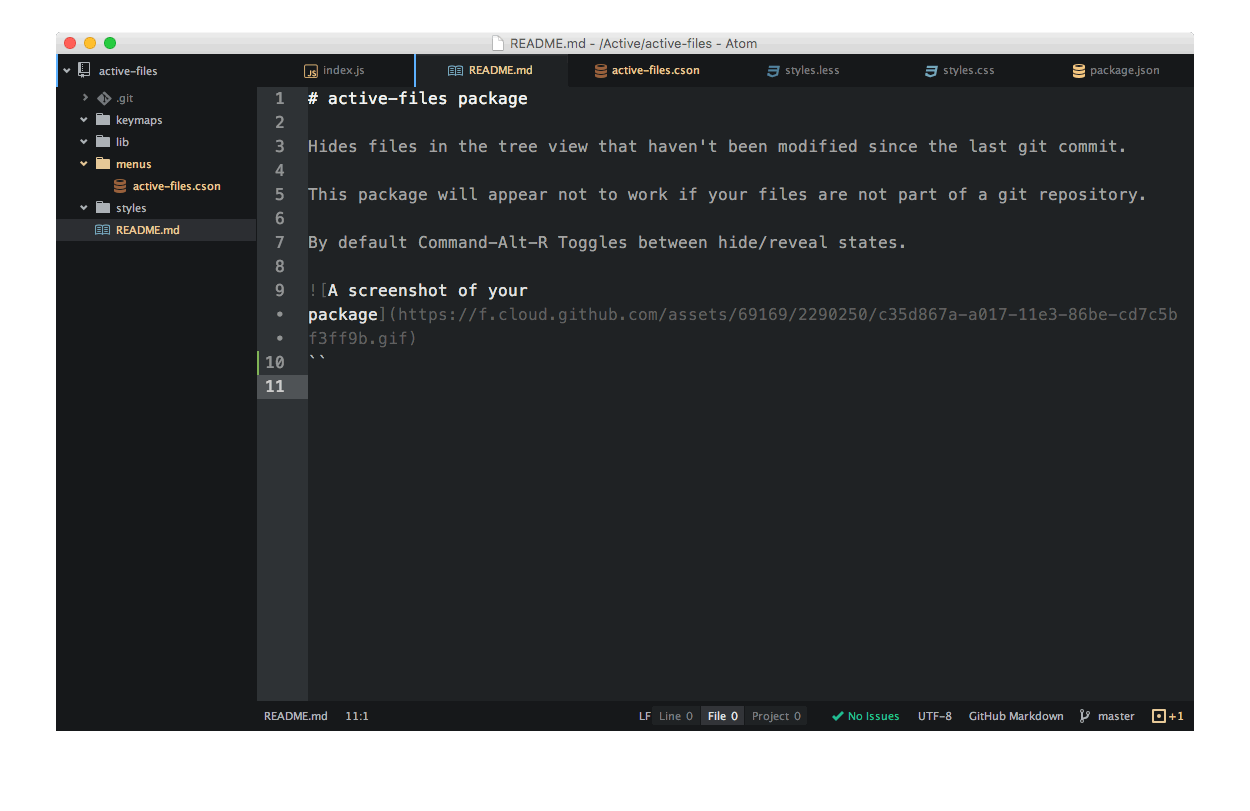 README.md - /Active/active-files - Atom
active-files
index.js
README.md
active-files.cson
styles.less
styles.css
package.json
.git
keymaps
lib
menus
active-files.cson
styles
README.md
1 # active-files package
2
3 Hides files in the tree view that haven't been modified since the last git commit.
4
5 This package will appear not to work if your files are not part of a git repository.
6
7 By default Command-Alt-R Toggles between hide/reveal states.
8
9 ![A screenshot of your
• package](https://f.cloud.github.com/assets/69169/2290250/c35d867a-a017-11e3-86be-cd7c5b
• f3ff9b.gif)
10 ``
11
README.md 11:1 LF Line 0 File 0 Project 0 No Issues UTF-8 GitHub Markdown master +1